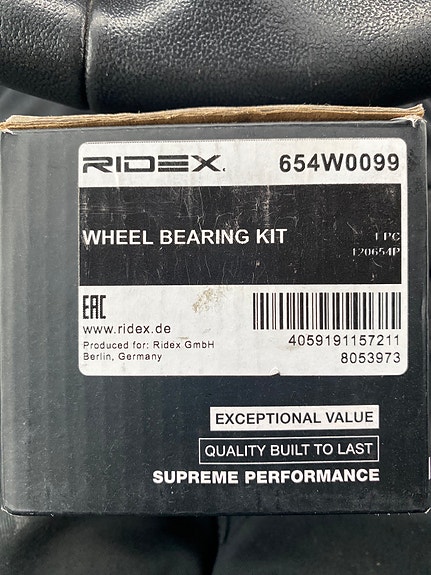 RIDEX. 654W0099
WHEEL BEARING KIT 1 PC
120654P
EAC
www.ridex.de
Produced for: Ridex GmbH
Berlin, Germany
4059191157211
8053973
EXCEPTIONAL VALUE
QUALITY BUILT TO LAST
SUPREME PERFORMANCE